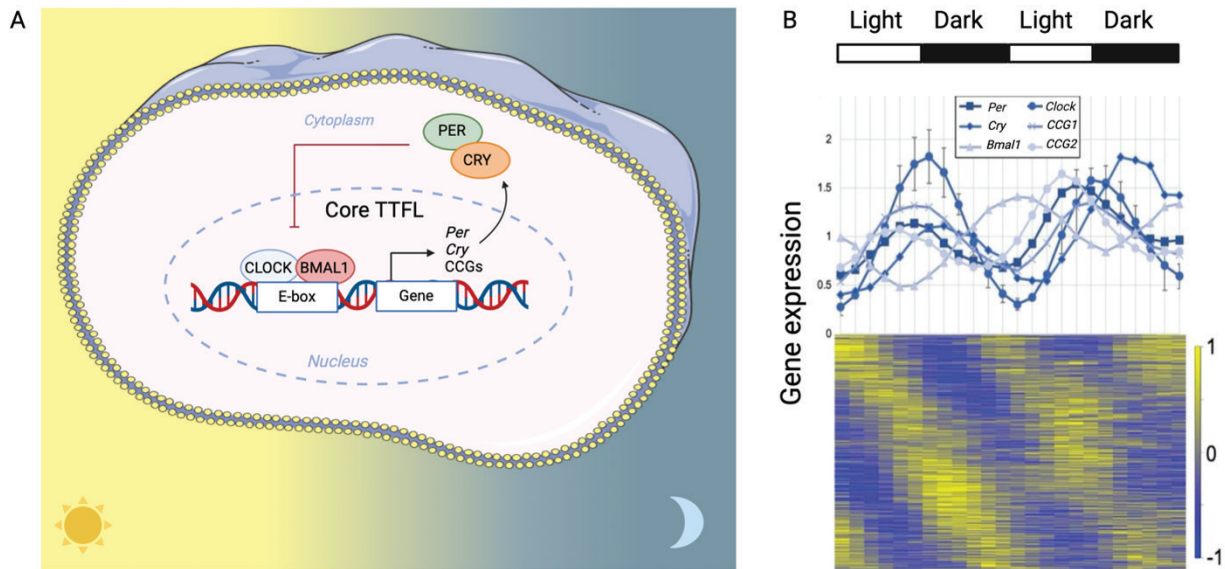 A
Cytoplasm
PER
CRY
Core TTFL
Per
Cry
CCGs
CLOCK
BMAL1
E-box
Gene
Nucleus
B
Light Dark Light Dark
Per Clock
Cry CCG1
Bmal1 CCG2
Gene expression
2
1.5
1
0.5
0
1
0
-1